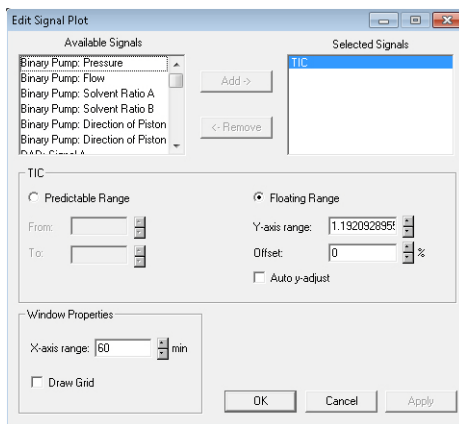 Edit Signal Plot
Available Signals
Selected Signals
Binary Pump: Pressure
Binary Pump: Flow
Binary Pump: Solvent Ratio A
Binary Pump: Solvent Ratio B
Binary Pump: Direction of Piston
Binary Pump: Direction of Piston
Add ->
<- Remove
TIC
TIC
Predictable Range
Floating Range
From:
Y-axis range: 1.1920928955
To:
Offset: 0 %
Auto y-adjust
Window Properties
X-axis range: 60 min
Draw Grid
OK Cancel Apply